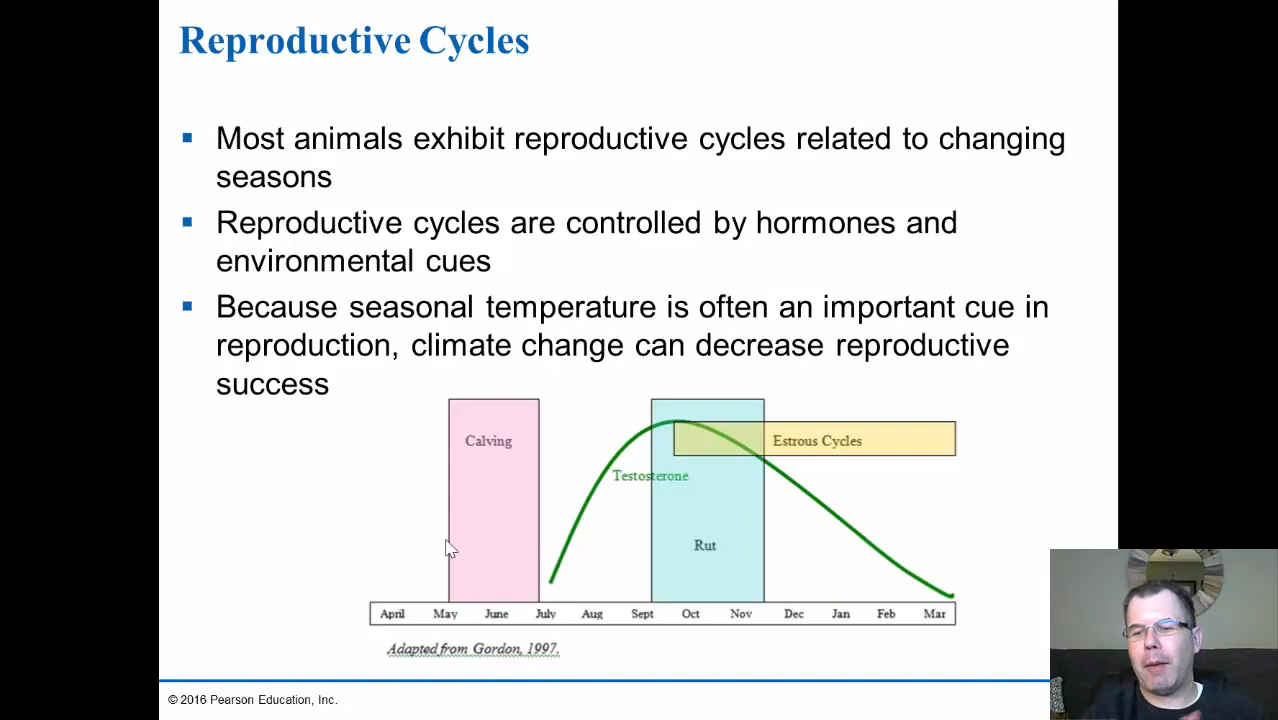 Reproductive Cycles
Most animals exhibit reproductive cycles related to changing
seasons
Reproductive cycles are controlled by hormones and
environmental cues
Because seasonal temperature is often an important cue in
reproduction, climate change can decrease reproductive
success
Calving
Estrous Cycles
Testosterone
Rut
April May June July Aug Sept Oct Nov Dec Jan Feb Mar
Adapted from Gordon, 1997.
© 2016 Pearson Education, Inc.